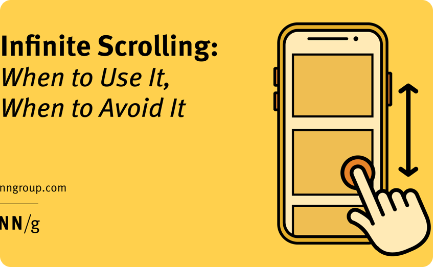 Infinite Scrolling:
When to Use It,
When to Avoid It
nngroup.com
NN/g